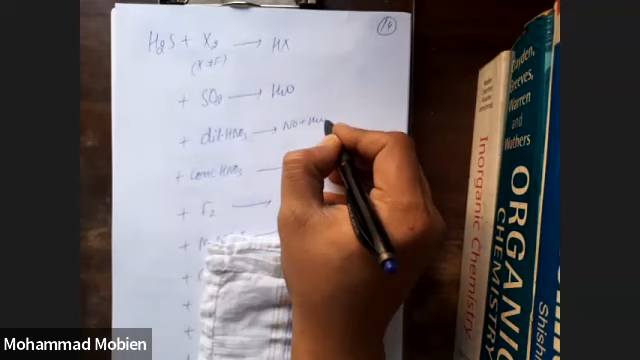 14
H2S + X2 → HX
(X≠F)
+ SO2 → H2O
+ dil·HNO3 → NO + H2
+ conc HNO3 →
+ F2 →
+
+
+
+
Inorganic Chemistry
Clayden,
Greeves,
Warren
and
Wothers
ORGANIC
CHEMISTRY
Mohammad Mobien